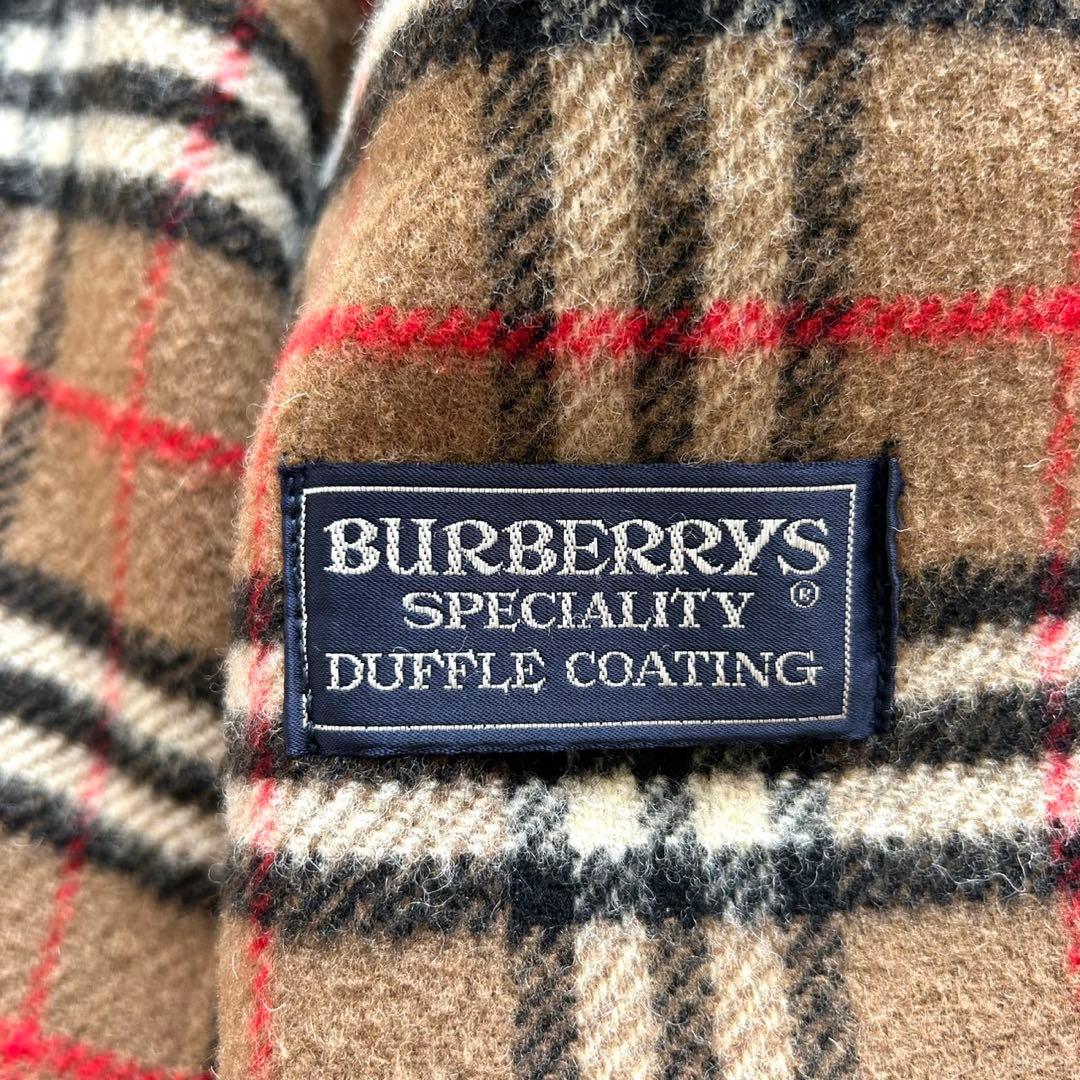 BURBERRYS
SPECIALITY ®
DUFFLE COATING